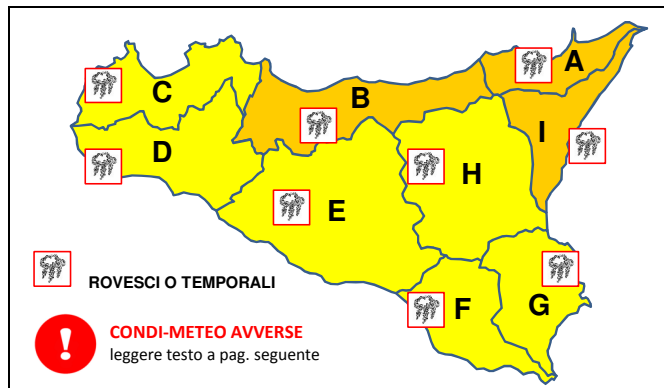 A
B
C
I
D
H
E
F
G
ROVESCI O TEMPORALI
!
CONDI-METEO AVVERSE
leggere testo a pag. seguente